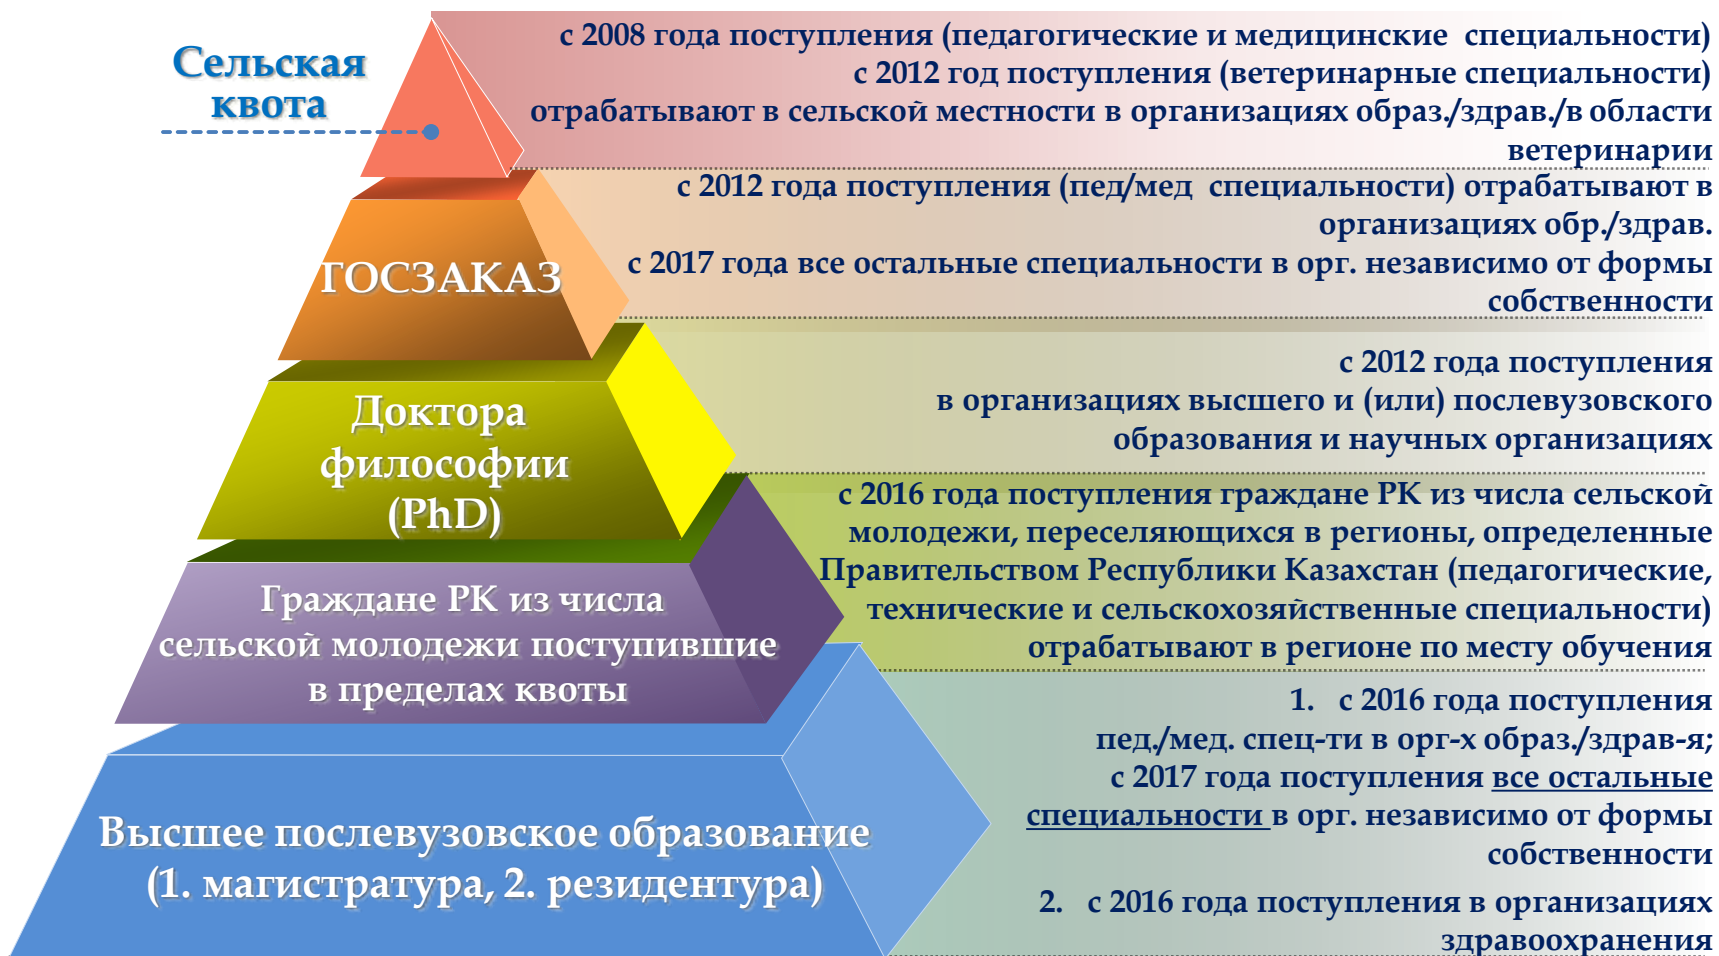 Сельская
квота
с 2008 года поступления (педагогические и медицинские специальности)
с 2012 год поступления (ветеринарные специальности)
отрабатывают в сельской местности в организациях образ./здрав./в области
ветеринарии
ГОСЗАКАЗ
с 2012 года поступления (пед/мед специальности) отрабатывают в
организациях обр./здрав.
с 2017 года все остальные специальности в орг. независимо от формы
собственности
Доктора
философии
(PhD)
с 2012 года поступления
в организациях высшего и (или) послевузовского
образования и научных организациях
Граждане РК из числа
сельской молодежи поступившие
в пределах квоты
с 2016 года поступления граждане РК из числа сельской
молодежи, переселяющихся в регионы, определенные
Правительством Республики Казахстан (педагогические,
технические и сельскохозяйственные специальности)
отрабатывают в регионе по месту обучения
Высшее послевузовское образование
(1. магистратура, 2. резидентура)
1. с 2016 года поступления
пед./мед. спец-ти в орг-х образ./здрав-я;
с 2017 года поступления все остальные
специальности в орг. независимо от формы
собственности
2. с 2016 года поступления в организациях
здравоохранения